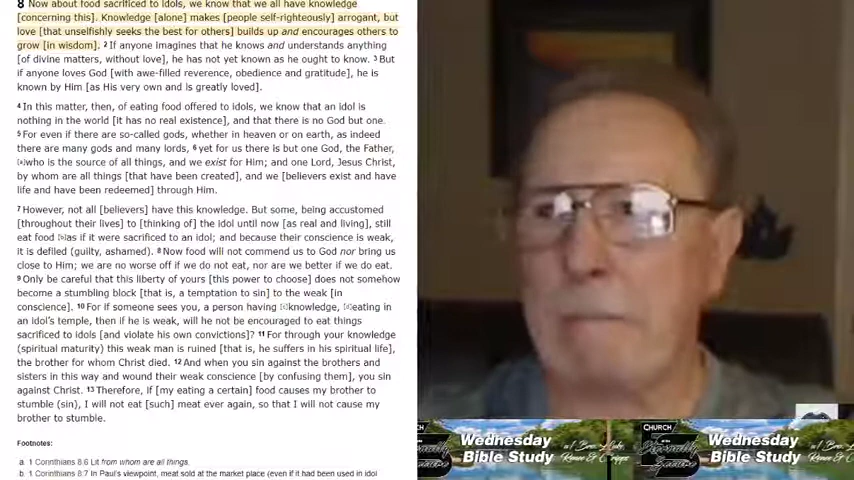 8 Now about food sacrificed to idols, we know that we all have knowledge
[concerning this]. Knowledge [alone] makes [people self-righteously] arrogant, but
love [that unselfishly seeks the best for others] builds up and encourages others to
grow [in wisdom]. 2 If anyone imagines that he knows and understands anything
[of divine matters, without love], he has not yet known as he ought to know. 3 But
if anyone loves God [with awe-filled reverence, obedience and gratitude], he is
known by Him [as His very own and is greatly loved].
4 In this matter, then, of eating food offered to idols, we know that an idol is
nothing in the world [it has no real existence], and that there is no God but one.
5 For even if there are so-called gods, whether in heaven or on earth, as indeed
there are many gods and many lords, 6 yet for us there is but one God, the Father,
[a]who is the source of all things, and we exist for Him; and one Lord, Jesus Christ,
by whom are all things [that have been created], and we [believers exist and have
life and have been redeemed] through Him.
7 However, not all [believers] have this knowledge. But some, being accustomed
[throughout their lives] to [thinking of] the idol until now [as real and living], still
eat food [b]as if it were sacrificed to an idol; and because their conscience is weak,
it is defiled (guilty, ashamed). 8 Now food will not commend us to God nor bring us
close to Him; we are no worse off if we do not eat, nor are we better if we do eat.
9 Only be careful that this liberty of yours [this power to choose] does not somehow
become a stumbling block [that is, a temptation to sin] to the weak [in
conscience]. 10 For if someone sees you, a person having [c]knowledge, [d]eating in
an idol's temple, then if he is weak, will he not be encouraged to eat things
sacrificed to idols [and violate his own convictions]? 11 For through your knowledge
(spiritual maturity) this weak man is ruined [that is, he suffers in his spiritual life],
the brother for whom Christ died. 12 And when you sin against the brothers and
sisters in this way and wound their weak conscience [by confusing them], you sin
against Christ. 13 Therefore, if [my eating a certain] food causes my brother to
stumble (sin), I will not eat [such] meat ever again, so that I will not cause my
brother to stumble.
Footnotes:
a. 1 Corinthians 8:6 Lit from whom are all things.
b. 1 Corinthians 8:7 In Paul's viewpoint, meat sold at the market place (even if it had been used in idol
CHURCH
Wednesday
Bible Study
CHURCH
Wednesday
Bible Study